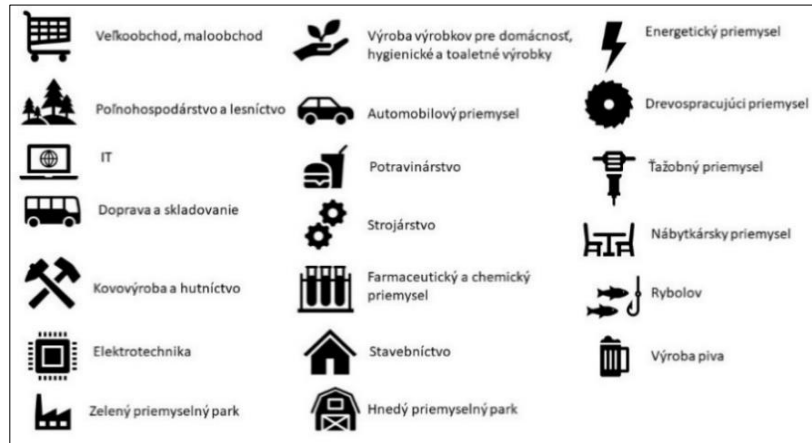 Veľkoobchod, maloobchod
Poľnohospodárstvo a lesníctvo
IT
Doprava a skladovanie
Kovovýroba a hutníctvo
Elektrotechnika
Zelený priemyselný park
Výroba výrobkov pre domácnosť,
hygienické a toaletné výrobky
Automobilový priemysel
Potravinárstvo
Strojárstvo
Farmaceutický a chemický
priemysel
Stavebníctvo
Hnedý priemyselný park
Energetický priemysel
Drevospracujúci priemysel
Ťažobný priemysel
Nábytkársky priemysel
Rybolov
Výroba piva